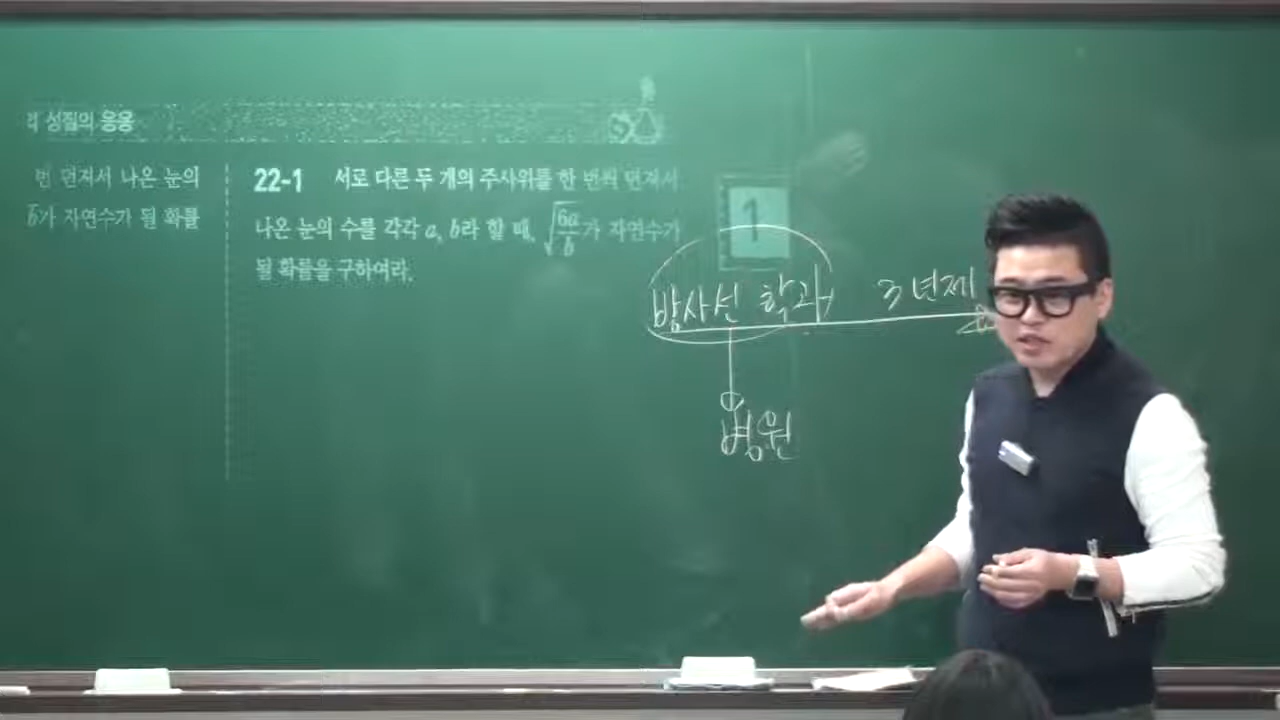 성질의 응용
번 던져서 나온 눈의
가 자연수가 될 확률
22-1 서로 다른 두 개의 주사위를 한 번씩 던져서
나온 눈의 수를 각각 a, b라 할 때, √(6a/b)가 자연수가
될 확률을 구하여라.
1
방사선 학과 3년제
병원